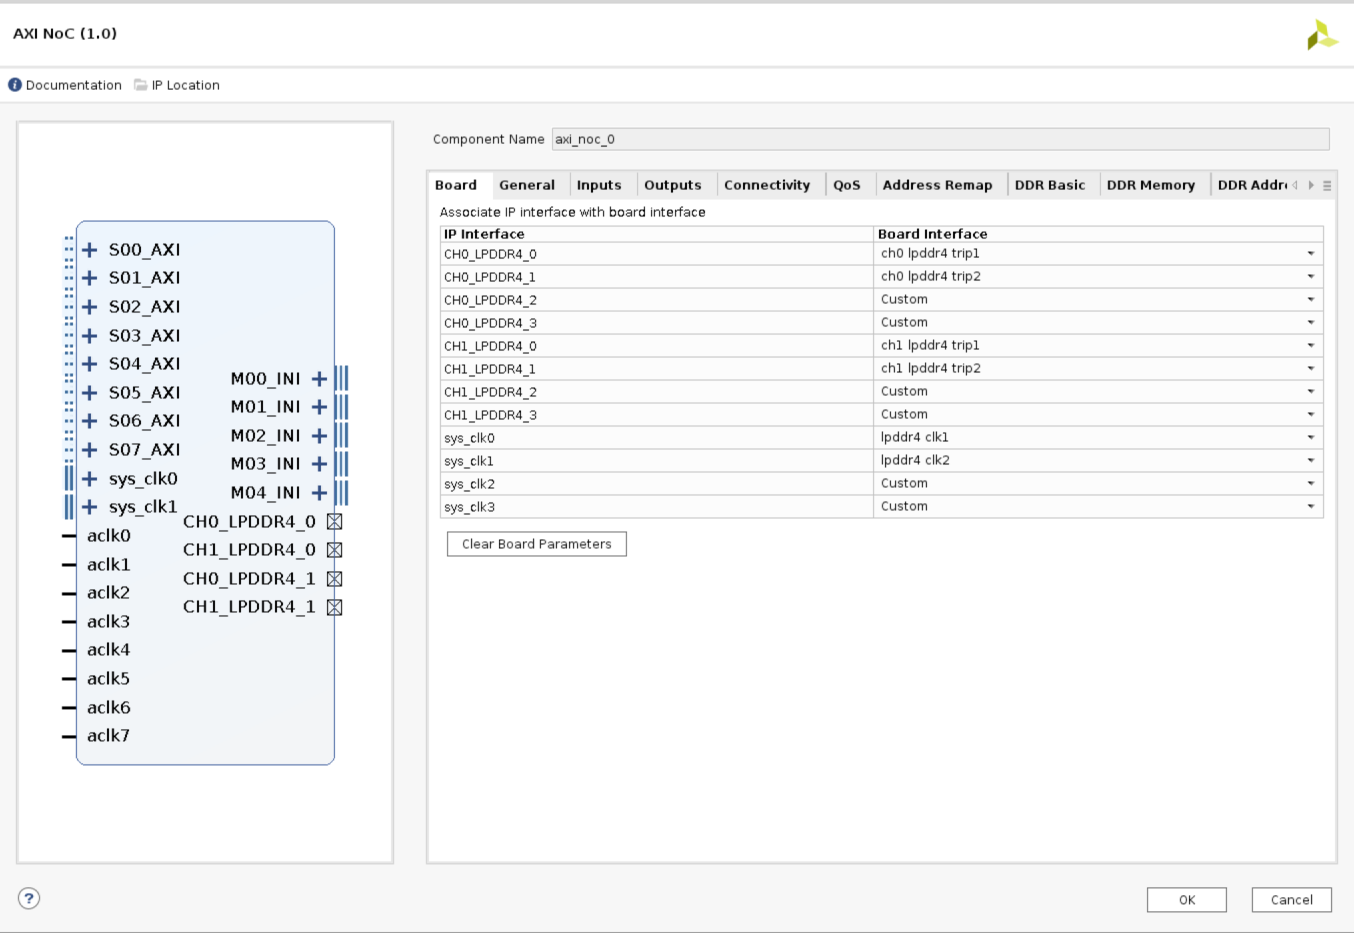 AXI NoC (1.0)
Documentation IP Location
Component Name axi_noc_0
Board General Inputs Outputs Connectivity QoS Address Remap DDR Basic DDR Memory DDR Addr
Associate IP interface with board interface
IP Interface Board Interface
CH0_LPDDR4_0 ch0 lpddr4 trip1
CH0_LPDDR4_1 ch0 lpddr4 trip2
CH0_LPDDR4_2 Custom
CH0_LPDDR4_3 Custom
CH1_LPDDR4_0 ch1 lpddr4 trip1
CH1_LPDDR4_1 ch1 lpddr4 trip2
CH1_LPDDR4_2 Custom
CH1_LPDDR4_3 Custom
sys_clk0 lpddr4 clk1
sys_clk1 lpddr4 clk2
sys_clk2 Custom
sys_clk3 Custom
Clear Board Parameters
S00_AXI
S01_AXI
S02_AXI
S03_AXI
S04_AXI
S05_AXI
S06_AXI
S07_AXI
sys_clk0
sys_clk1
aclk0
aclk1
aclk2
aclk3
aclk4
aclk5
aclk6
aclk7
M00_INI
M01_INI
M02_INI
M03_INI
M04_INI
CH0_LPDDR4_0
CH1_LPDDR4_0
CH0_LPDDR4_1
CH1_LPDDR4_1
?
OK Cancel